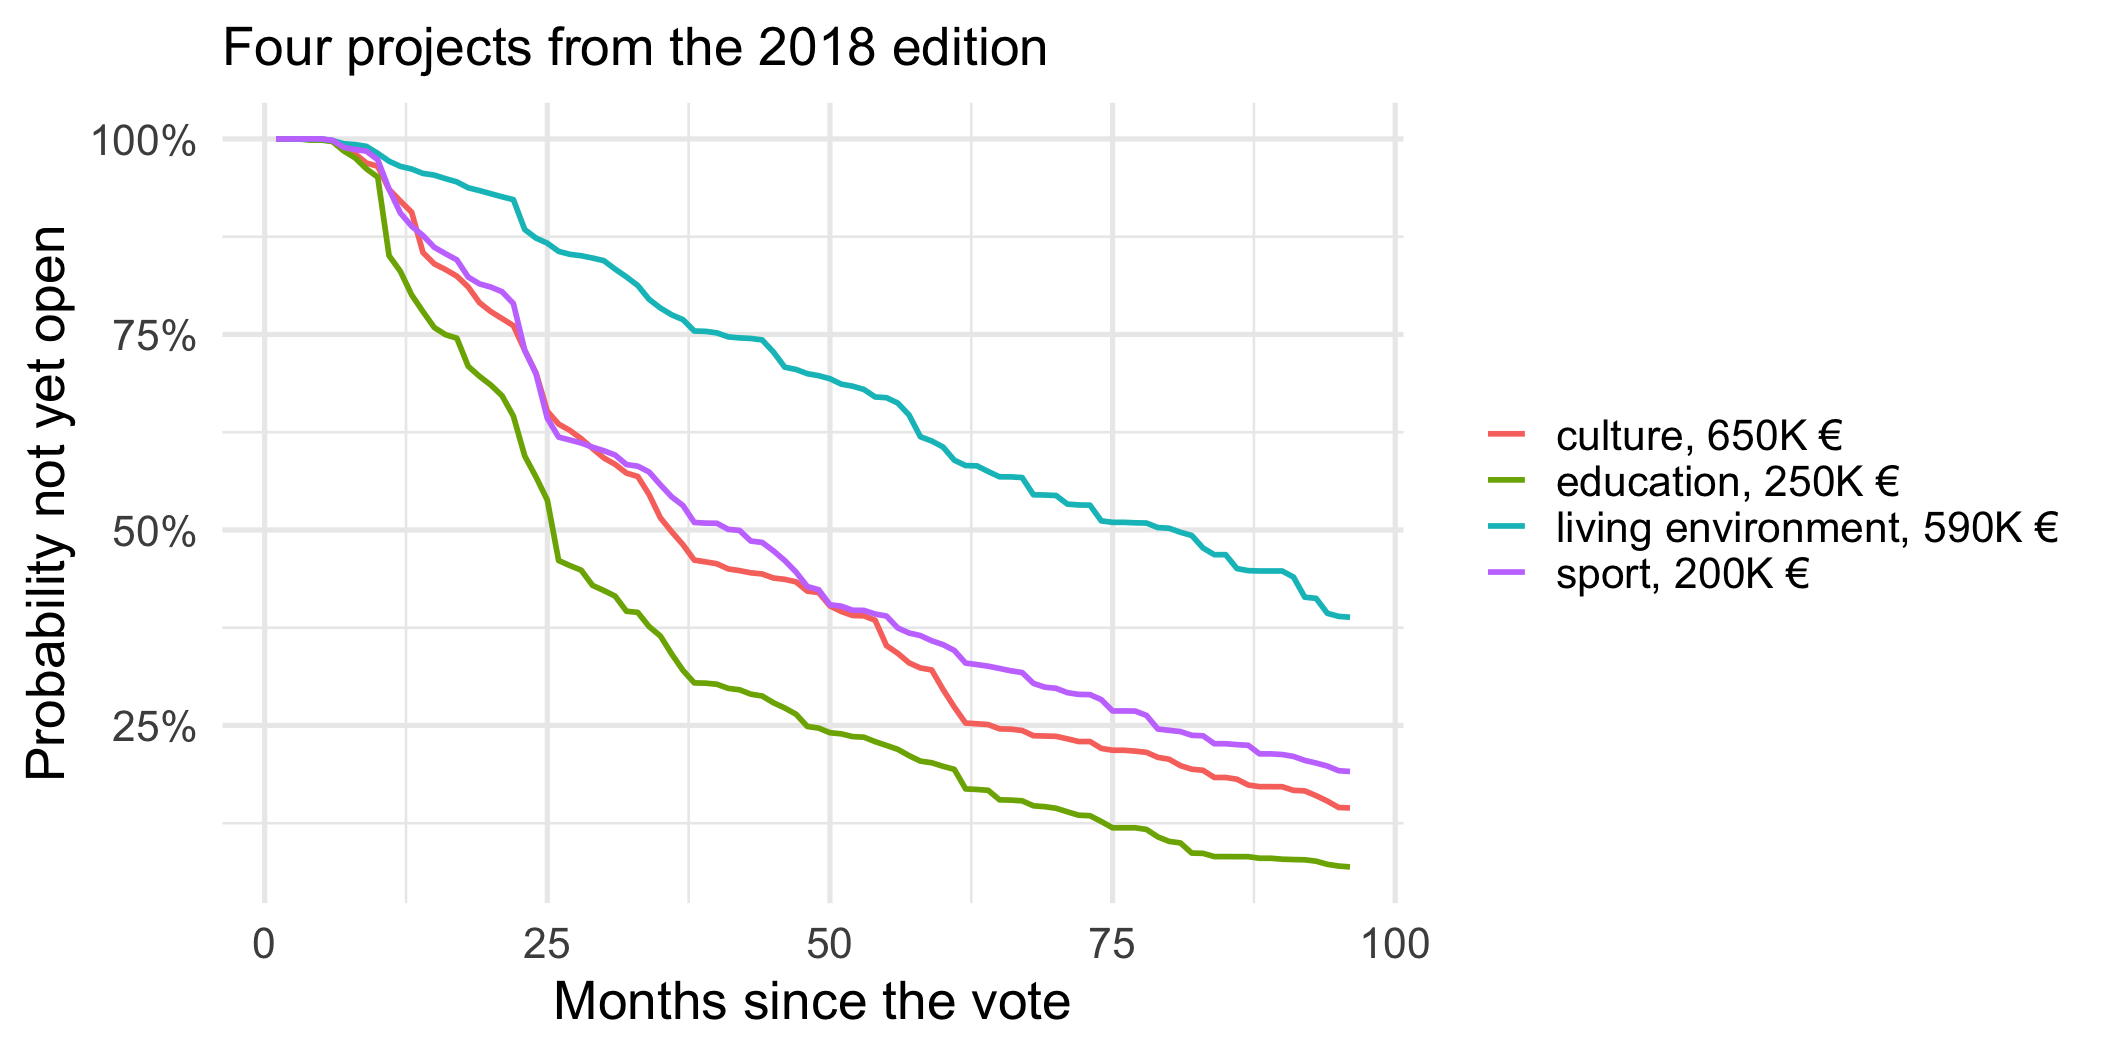 Four projects from the 2018 edition
Probability not yet open
100%
75%
50%
25%
0
25
50
75
100
Months since the vote
culture, 650K €
education, 250K €
living environment, 590K €
sport, 200K €